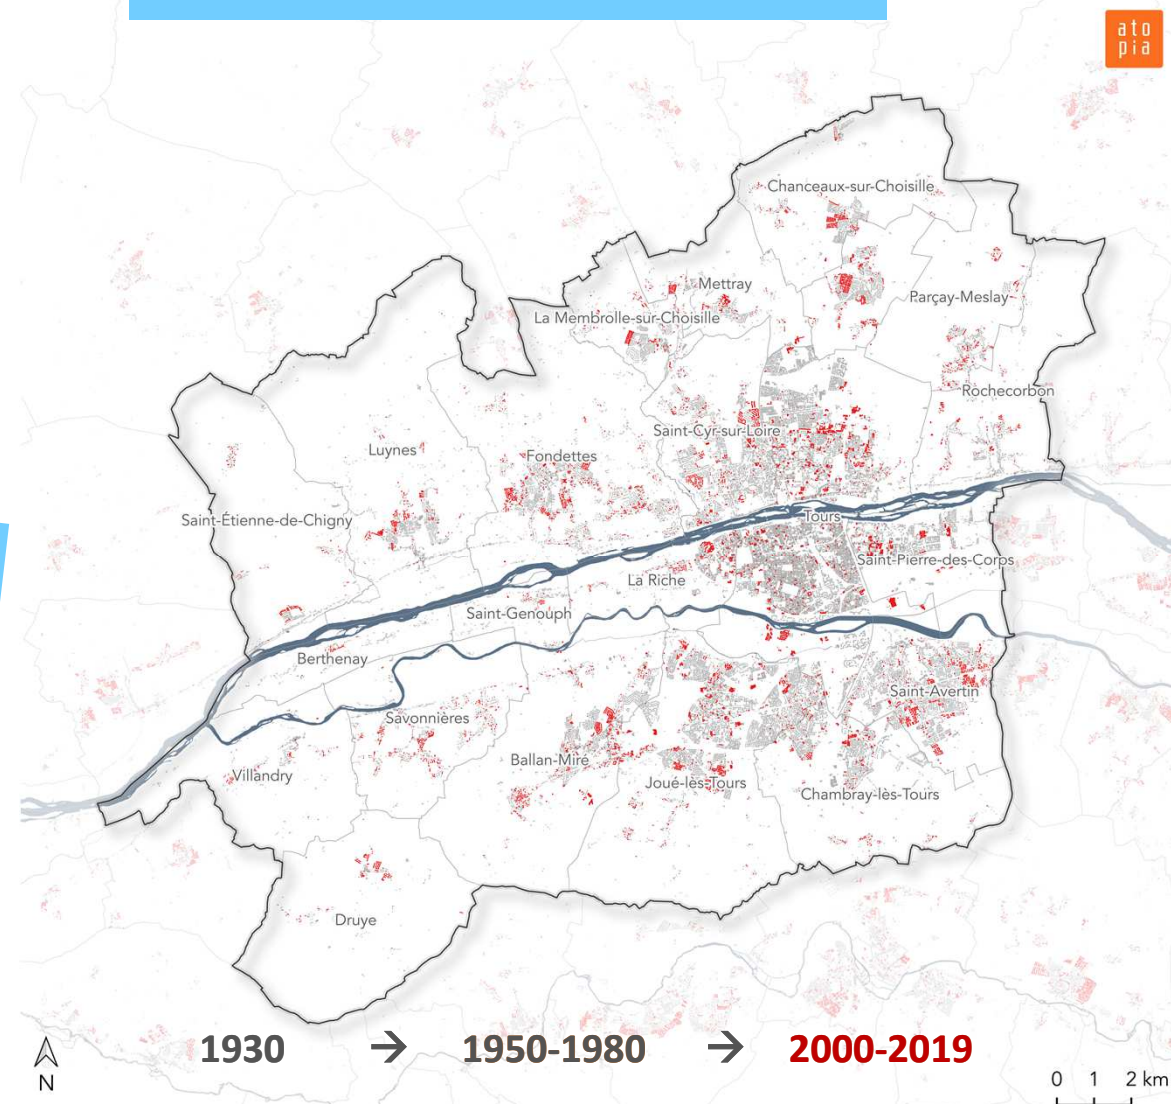 ato
pia
Chanceaux-sur-Choisille
Mettray
Parçay-Meslay
La Membrolle-sur-Choisille
Rochecorbon
Saint-Cyr-sur-Loire
Luynes
Fondettes
Saint-Étienne-de-Chigny
Tours
Saint-Pierre-des-Corps
La Riche
Saint-Genouph
Berthenay
Saint-Avertin
Savonnières
Ballan-Miré
Villandry
Joué-lès-Tours
Chambray-lès-Tours
Druye
1930 → 1950-1980 → 2000-2019
N
0 1 2 km